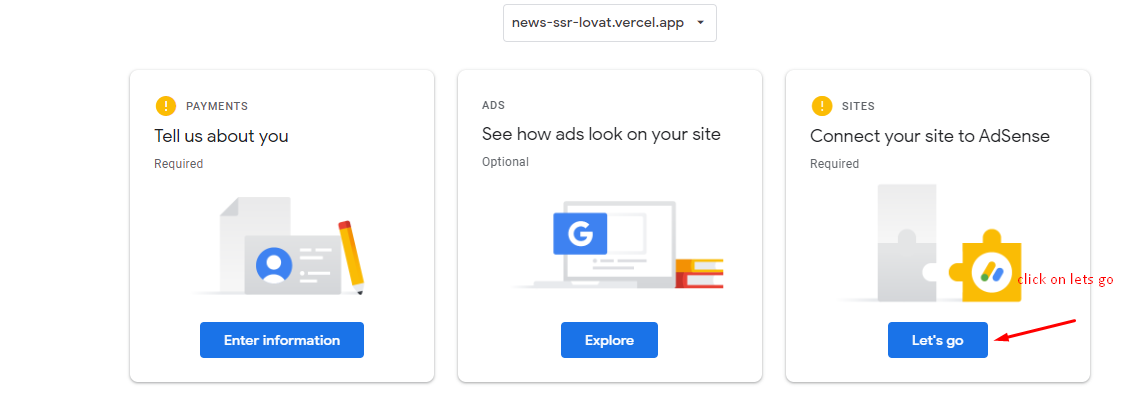 news-ssr-lovat.vercel.app
PAYMENTS
Tell us about you
Required
Enter information
ADS
See how ads look on your site
Optional
G
Explore
SITES
Connect your site to AdSense
Required
click on lets go
Let's go